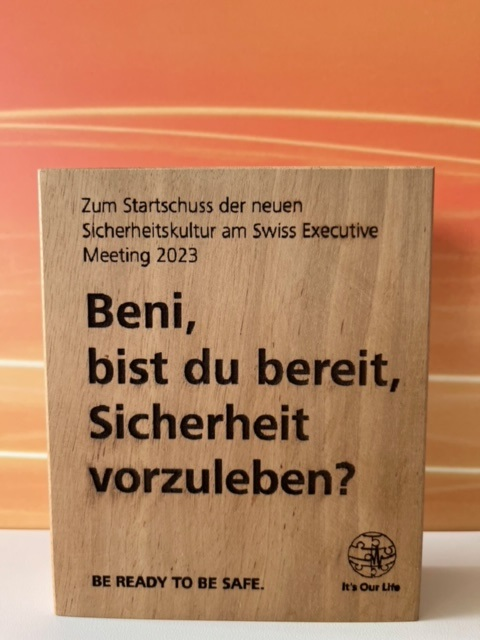 Zum Startschuss der neuen
Sicherheitskultur am Swiss Executive
Meeting 2023
Beni,
bist du bereit,
Sicherheit
vorzuleben?
BE READY TO BE SAFE.
It's Our Life